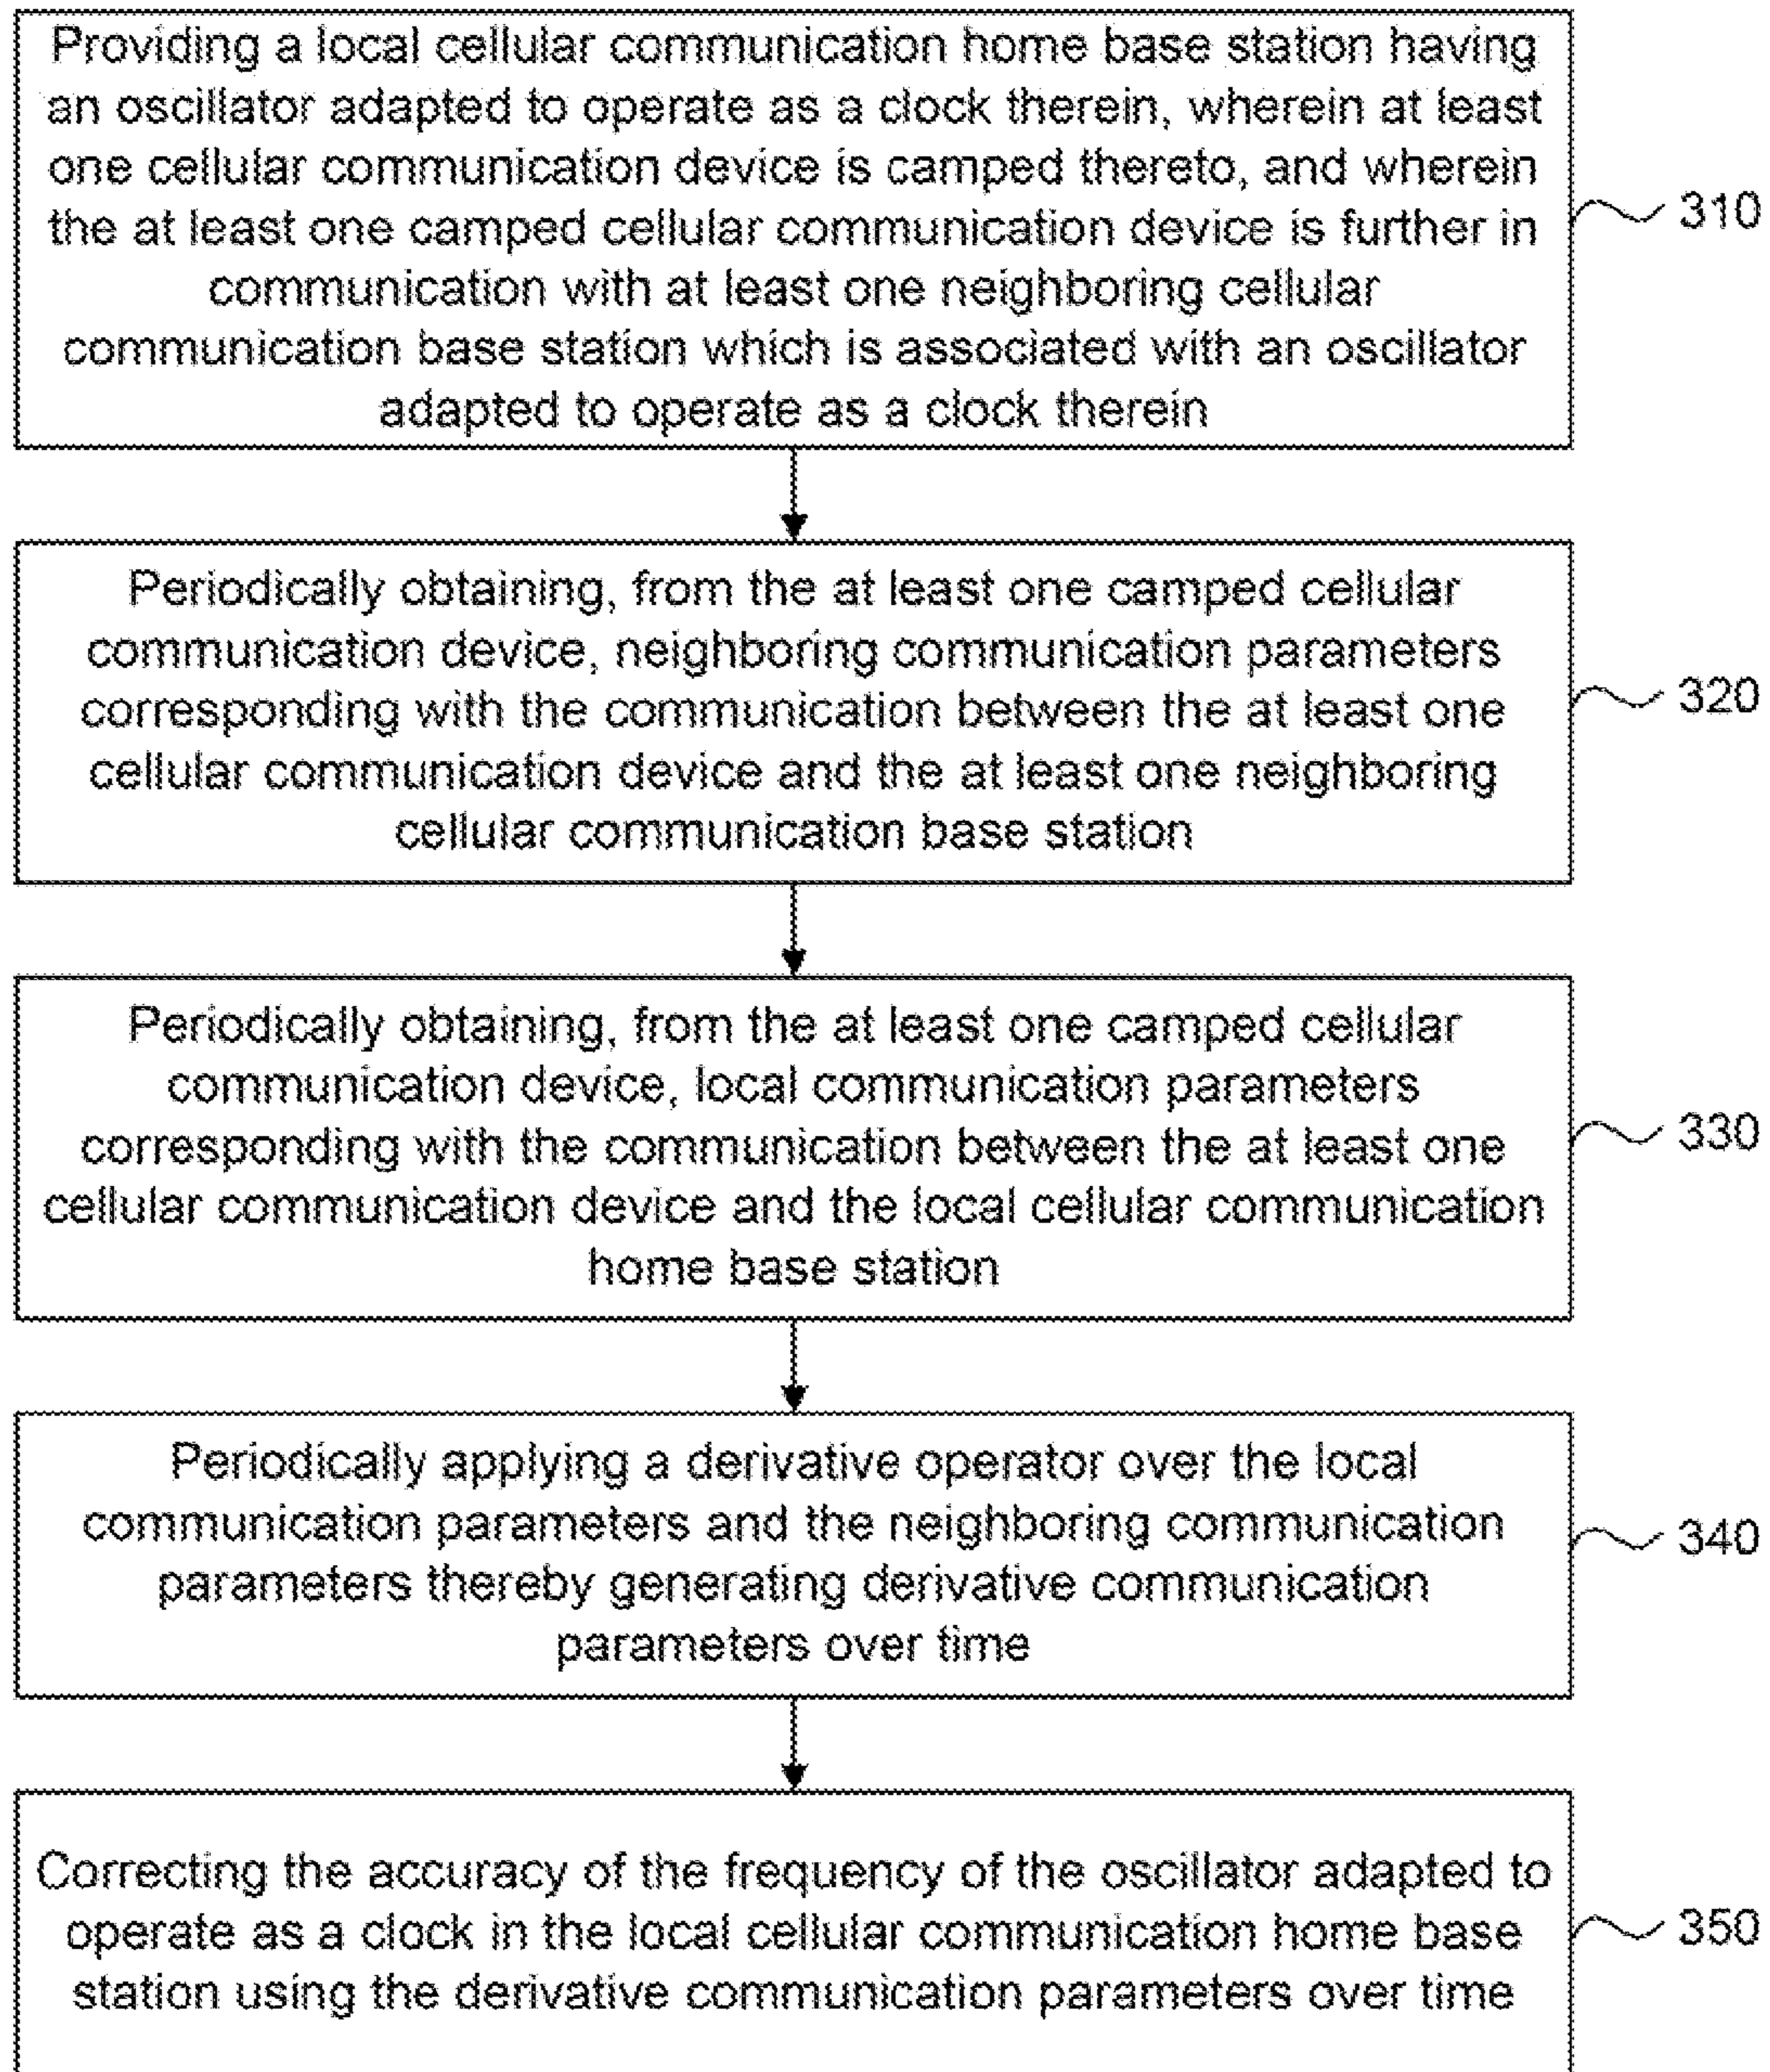 Providing a local cellular communication home base station having
an oscillator adapted to operate as a clock therein, wherein at least
one cellular communication device is camped thereto, and wherein
the at least one camped cellular communication device is further in
communication with at least one neighboring cellular
communication base station which is associated with an oscillator
adapted to operate as a clock therein
310
Periodically obtaining, from the at least one camped cellular
communication device, neighboring communication parameters
corresponding with the communication between the at least one
cellular communication device and the at least one neighboring
cellular communication base station
320
Periodically obtaining, from the at least one camped cellular
communication device, local communication parameters
corresponding with the communication between the at least one
cellular communication device and the local cellular communication
home base station
330
Periodically applying a derivative operator over the local
communication parameters and the neighboring communication
parameters thereby generating derivative communication
parameters over time
340
Correcting the accuracy of the frequency of the oscillator adapted to
operate as a clock in the local cellular communication home base
station using the derivative communication parameters over time
350